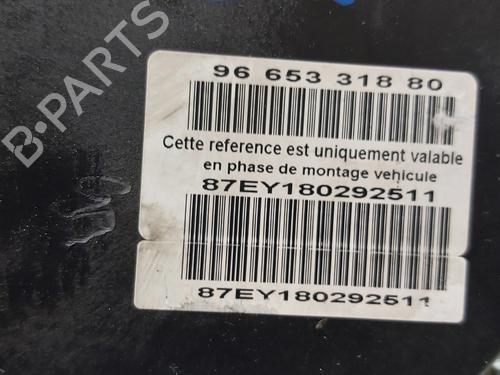 B-PARTS
96 653 318 80
Cette reference est uniquement valable
en phase de montage vehicule
87EY180292511
87EY180292511